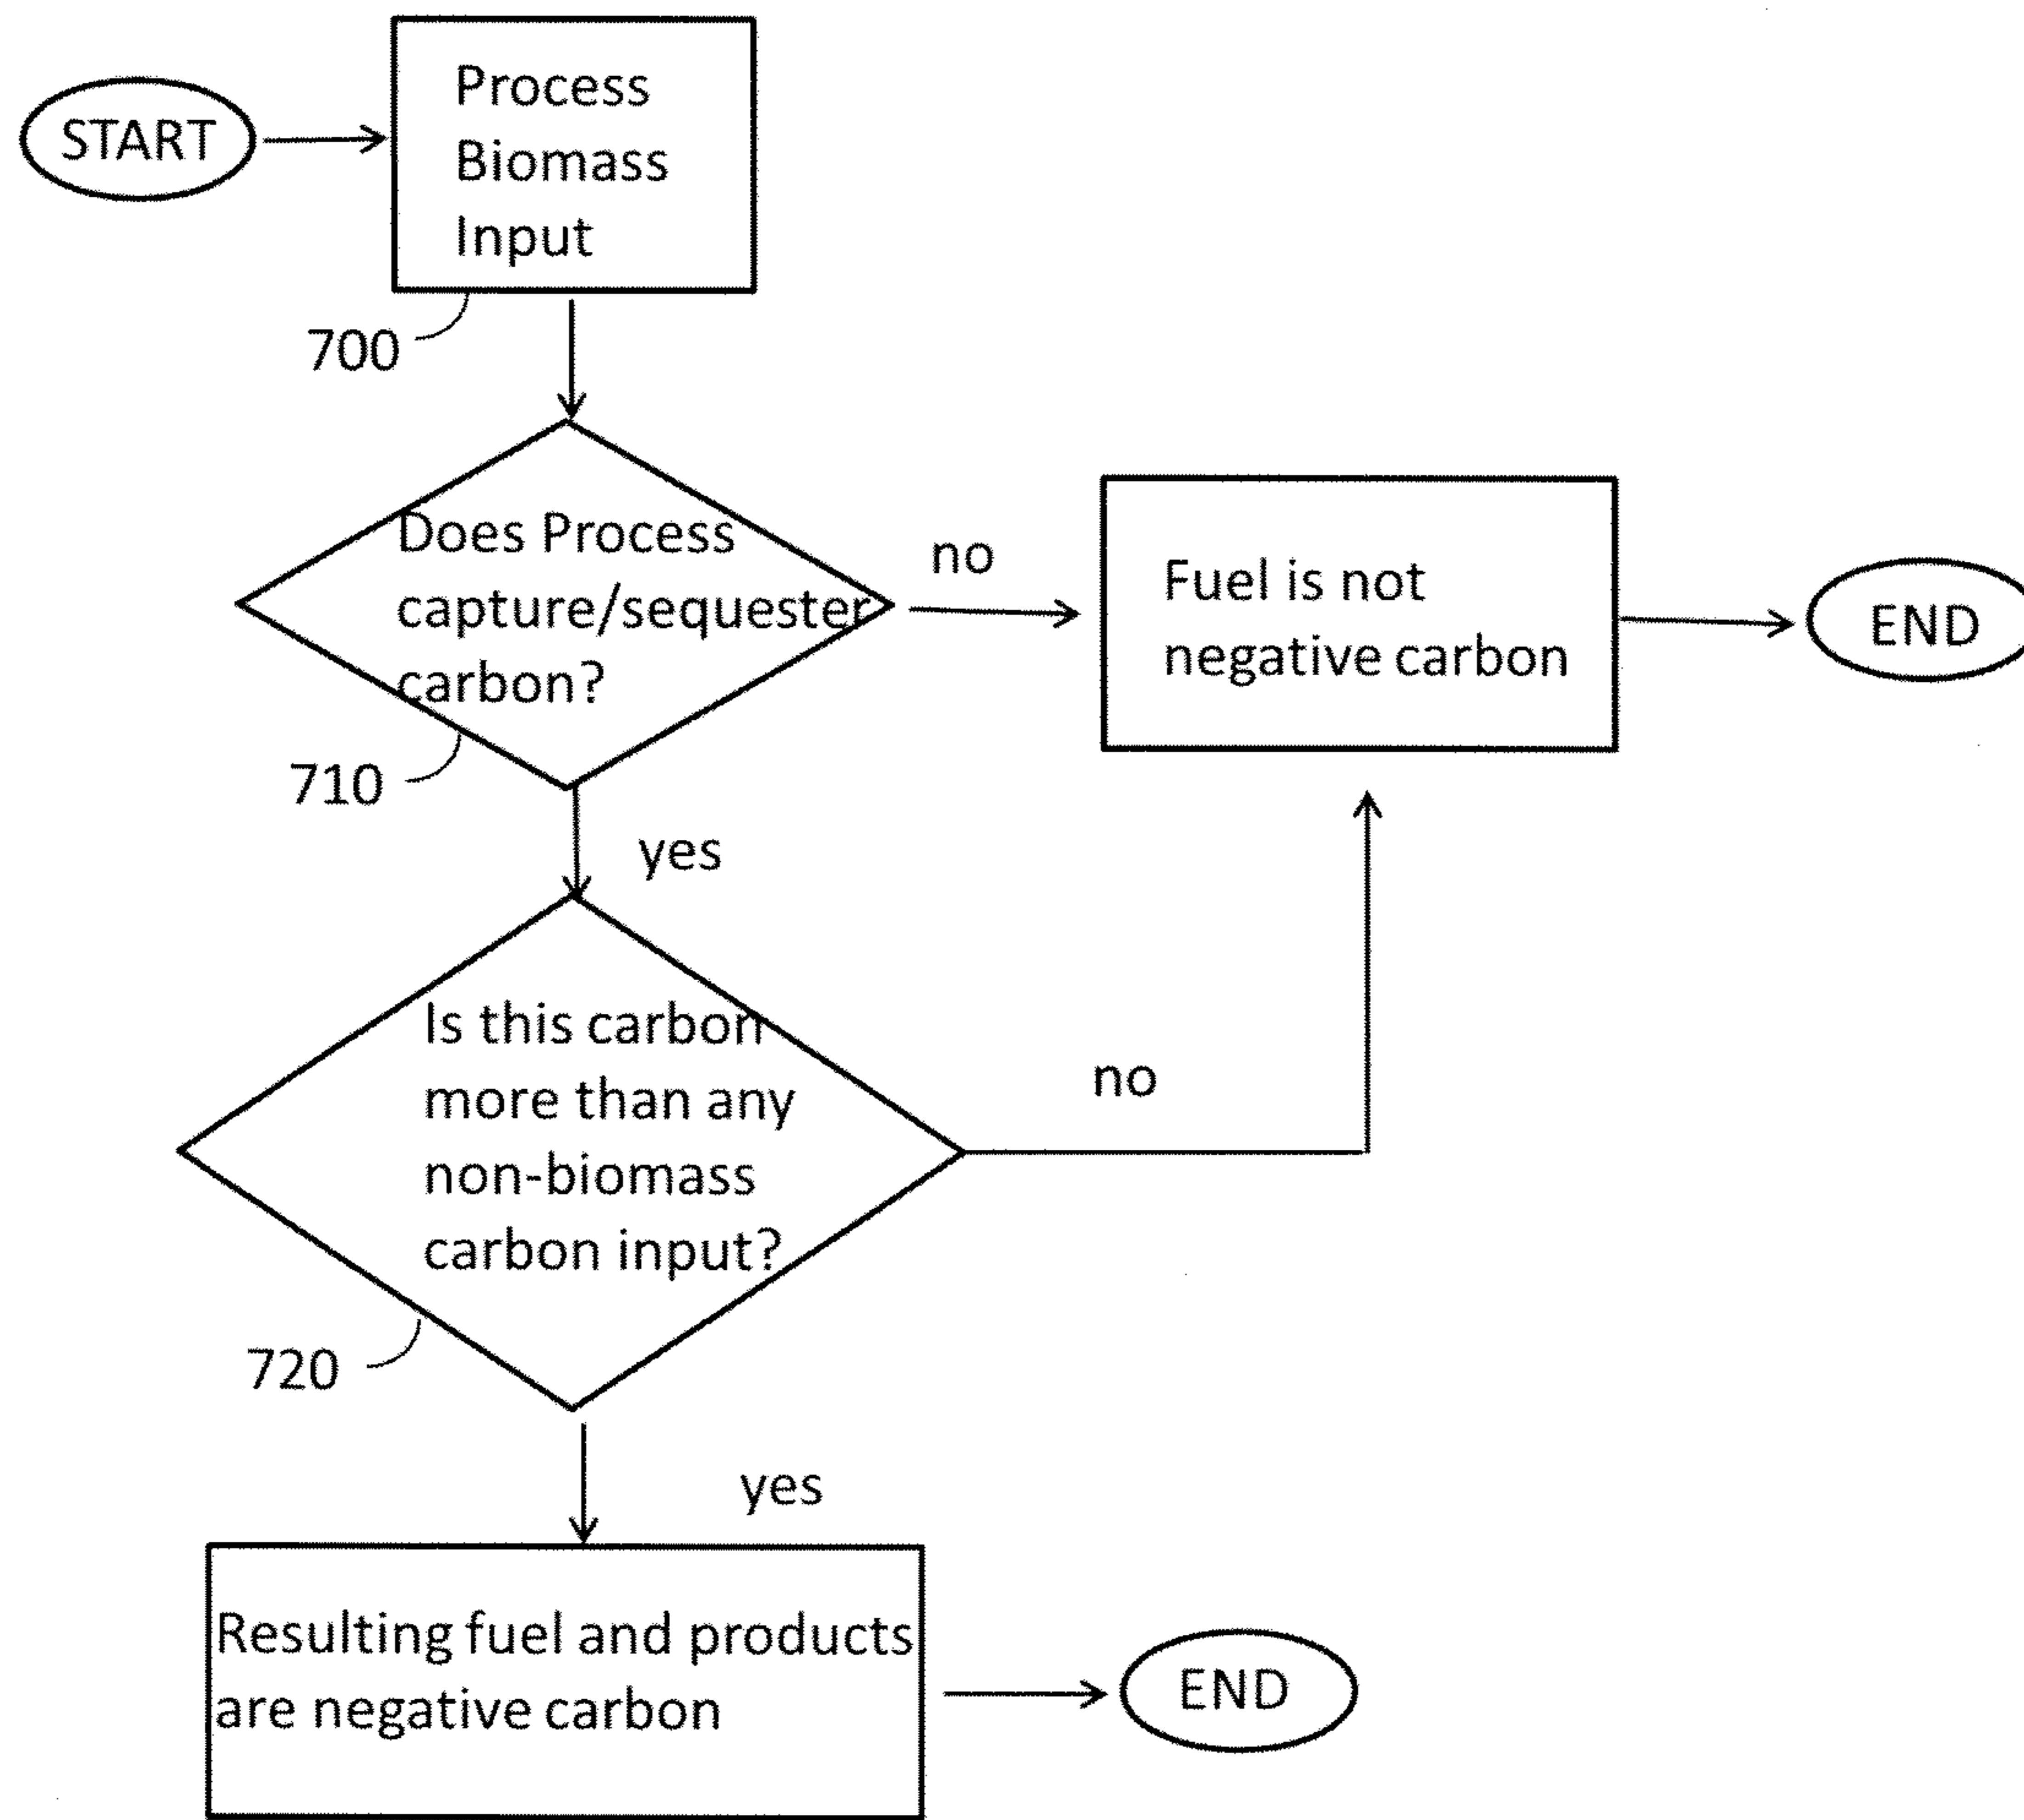 START
Process
Biomass
Input
700
Does Process
capture/sequester
carbon?
710
no
Fuel is not
negative carbon
END
yes
Is this carbon
more than any
non-biomass
carbon input?
720
no
yes
Resulting fuel and products
are negative carbon
END